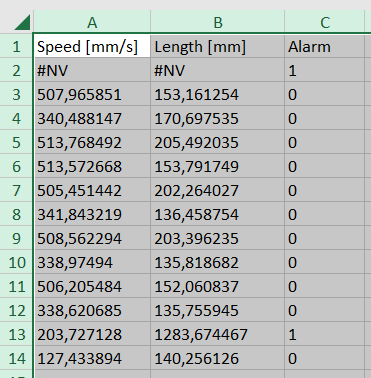 A B C
1 Speed [mm/s] Length [mm] Alarm
2 #NV #NV 1
3 507,965851 153,161254 0
4 340,488147 170,697535 0
5 513,768492 205,492035 0
6 513,572668 153,791749 0
7 505,451442 202,264027 0
8 341,843219 136,458754 0
9 508,562294 203,396235 0
10 338,97494 135,818682 0
11 506,205484 152,060837 0
12 338,620685 135,755945 0
13 203,727128 1283,674467 1
14 127,433894 140,256126 0